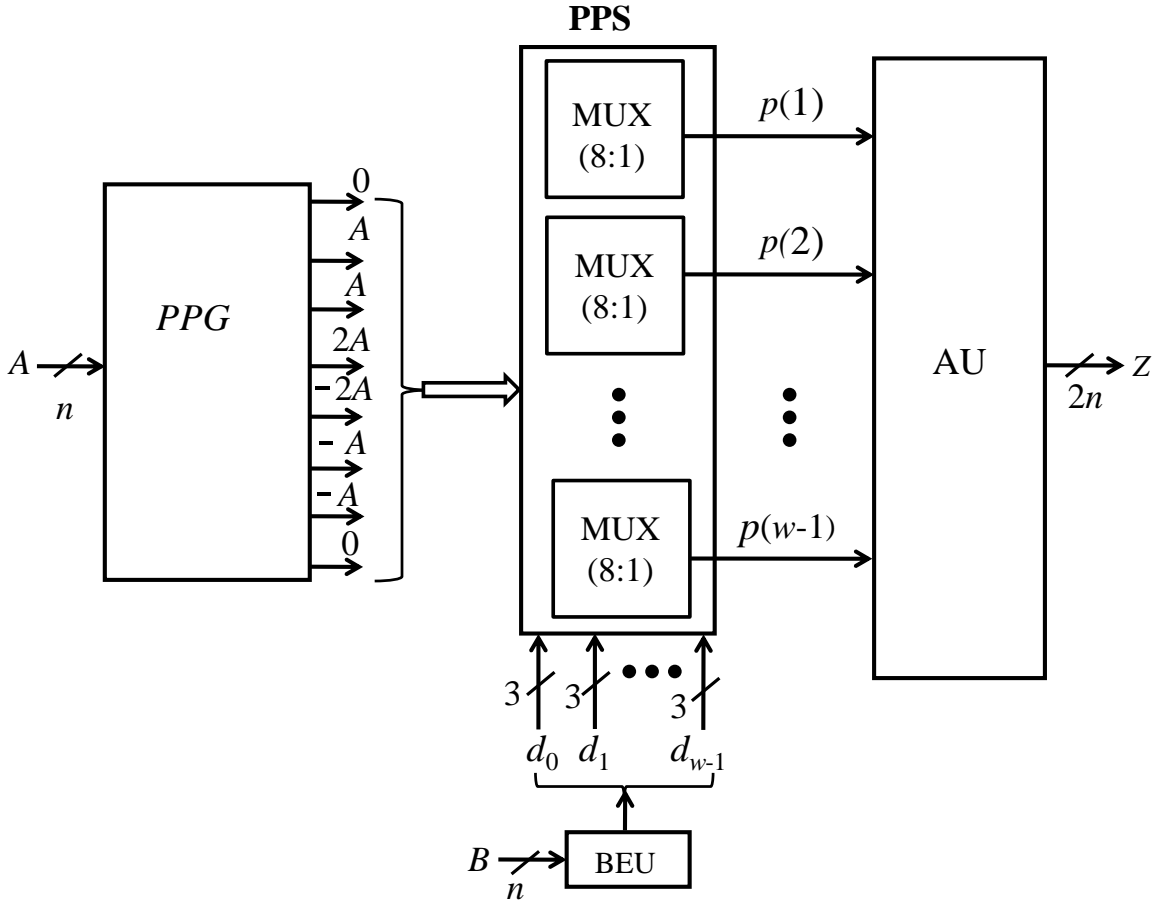 PPS
MUX
(8:1)
p(1)
MUX
(8:1)
p(2)
MUX
(8:1)
p(w-1)
AU
Z
2n
A
n
PPG
0
A
A
2A
-2A
-A
-A
0
3
3
3
d0
d1
dw-1
B
n
BEU